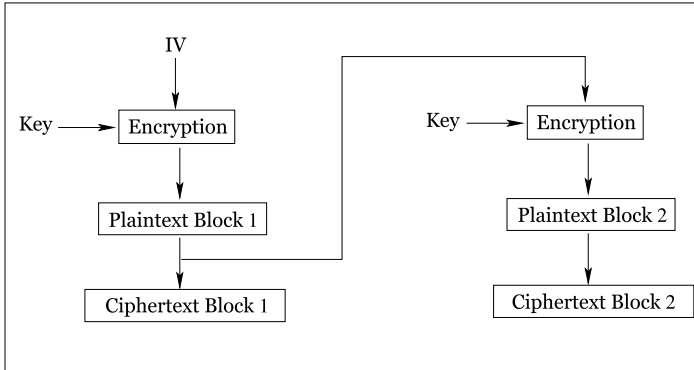 IV
Key
Encryption
Plaintext Block 1
Ciphertext Block 1
Key
Encryption
Plaintext Block 2
Ciphertext Block 2